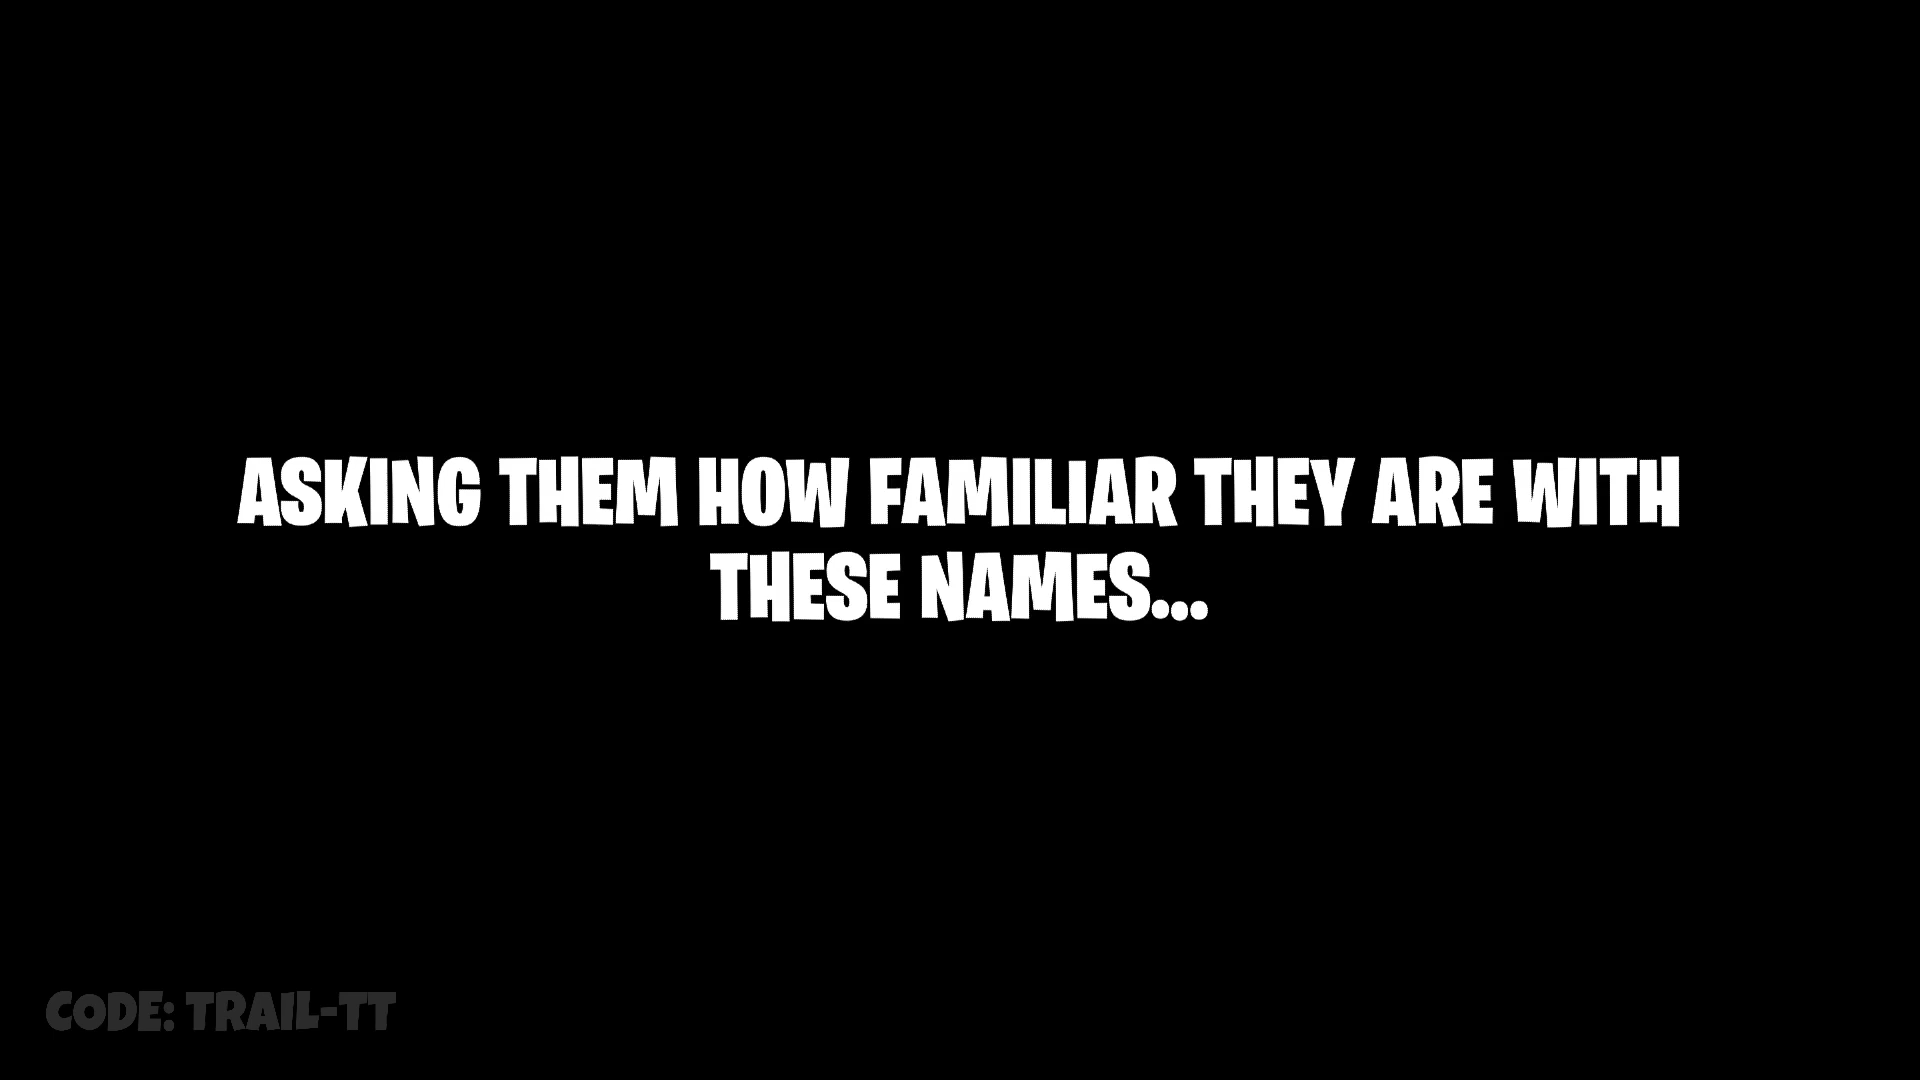 ASKING THEM HOW FAMILIAR THEY ARE WITH
THESE NAMES...
CODE: TRAIL-TT